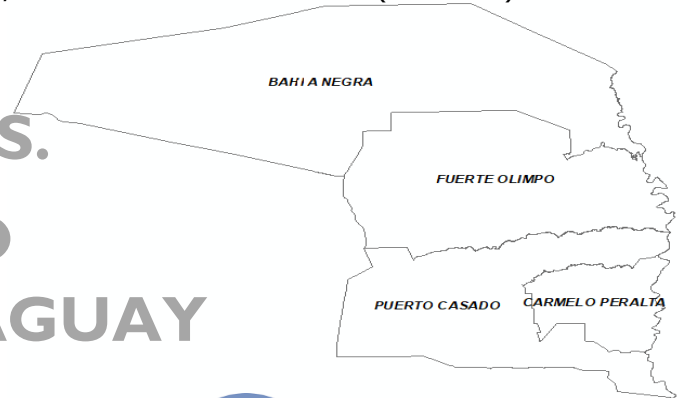 BAHIA NEGRA
S.
FUERTE OLIMPO
PUERTO CASADO
CARMELO PERALTA
AGUAY